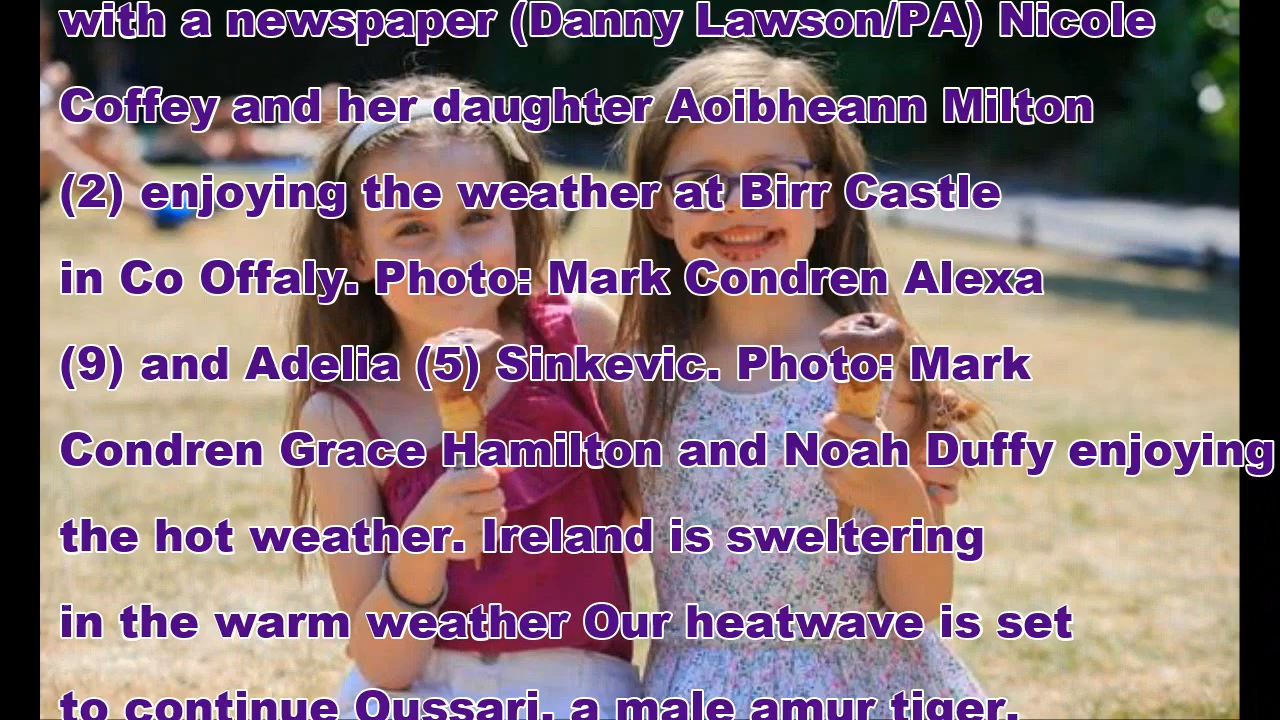 with a newspaper (Danny Lawson/PA) Nicole
Coffey and her daughter Aoibheann Milton
(2) enjoying the weather at Birr Castle
in Co Offaly. Photo: Mark Condren Alexa
(9) and Adelia (5) Sinkevic. Photo: Mark
Condren Grace Hamilton and Noah Duffy enjoying
the hot weather. Ireland is sweltering
in the warm weather Our heatwave is set
to continue Oussari, a male amur tiger,